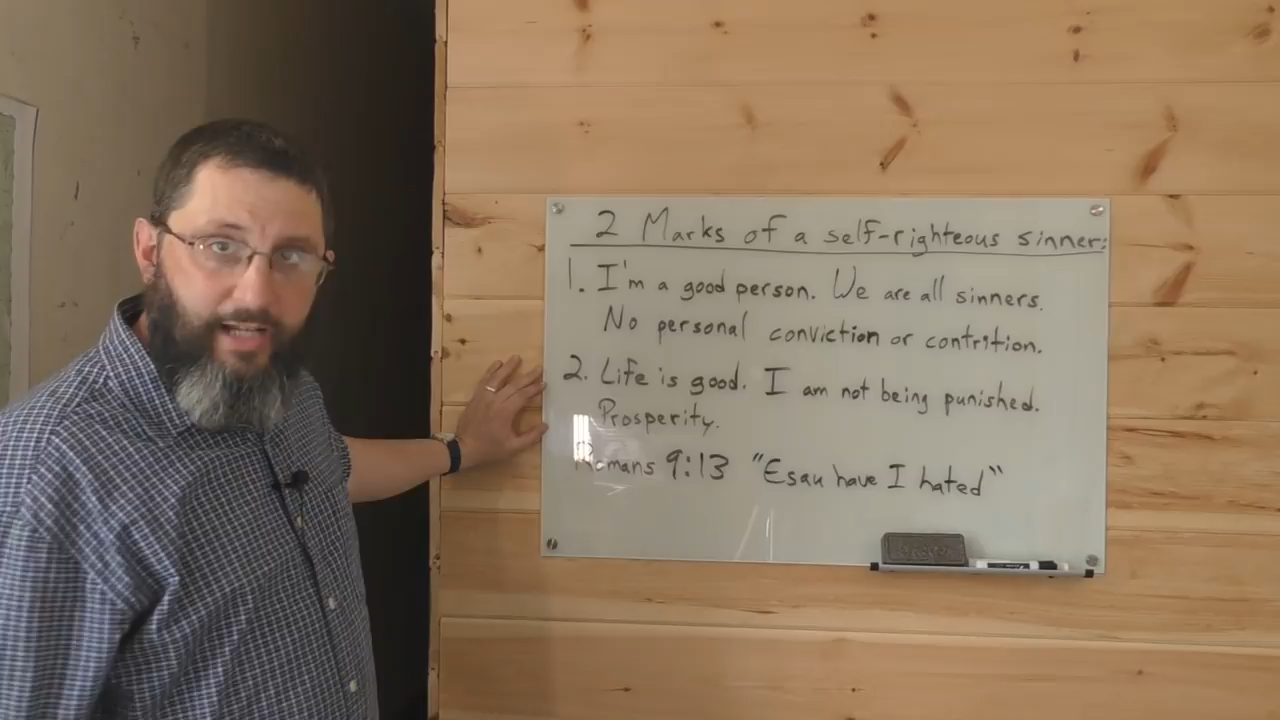 2 Marks of a self-righteous sinner:
1. I'm a good person. We are all sinners.
No personal conviction or contrition.
2. Life is good. I am not being punished.
Prosperity.
Romans 9:13 "Esau have I hated"